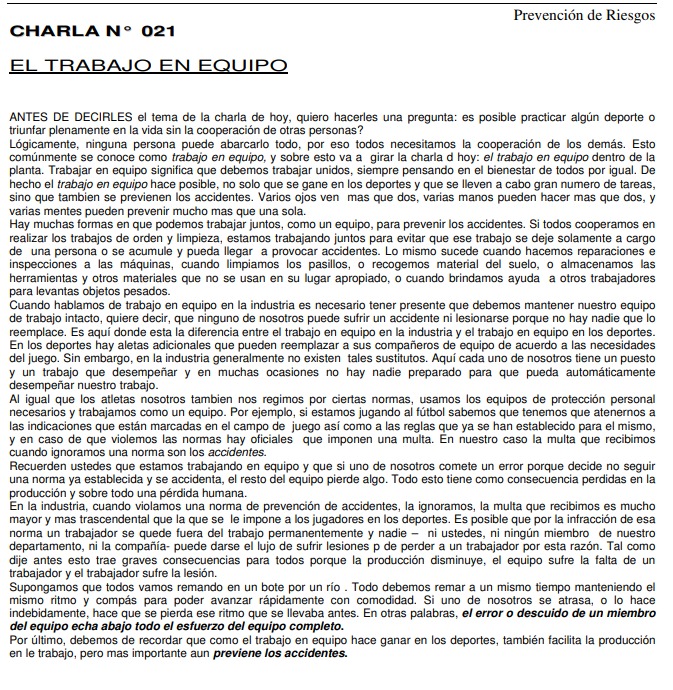 Prevención de Riesgos
CHARLA N° 021
EL TRABAJO EN EQUIPO
ANTES DE DECIRLES el tema de la charla de hoy, quiero hacerles una pregunta: es posible practicar algún deporte o
triunfar plenamente en la vida sin la cooperación de otras personas?
Lógicamente, ninguna persona puede abarcarlo todo, por eso todos necesitamos la cooperación de los demás. Esto
comúnmente se conoce como trabajo en equipo, y sobre esto va a girar la charla d hoy: el trabajo en equipo dentro de la
planta. Trabajar en equipo significa que debemos trabajar unidos, siempre pensando en el bienestar de todos por igual. De
hecho el trabajo en equipo hace posible, no solo que se gane en los deportes y que se lleven a cabo gran numero de tareas,
sino que tambien se previenen los accidentes. Varios ojos ven mas que dos, varias manos pueden hacer mas que dos, y
varias mentes pueden prevenir mucho mas que una sola.
Hay muchas formas en que podemos trabajar juntos, como un equipo, para prevenir los accidentes. Si todos cooperamos en
realizar los trabajos de orden y limpieza, estamos trabajando juntos para evitar que ese trabajo se deje solamente a cargo
de una persona o se acumule y pueda llegar a provocar accidentes. Lo mismo sucede cuando hacemos reparaciones e
inspecciones a las máquinas, cuando limpiamos los pasillos, o recogemos material del suelo, o almacenamos las
herramientas y otros materiales que no se usan en su lugar apropiado, o cuando brindamos ayuda a otros trabajadores
para levantas objetos pesados.
Cuando hablamos de trabajo en equipo en la industria es necesario tener presente que debemos mantener nuestro equipo
de trabajo intacto, quiere decir, que ninguno de nosotros puede sufrir un accidente ni lesionarse porque no hay nadie que lo
reemplace. Es aquí donde esta la diferencia entre el trabajo en equipo en la industria y el trabajo en equipo en los deportes.
En los deportes hay aletas adicionales que pueden reemplazar a sus compañeros de equipo de acuerdo a las necesidades
del juego. Sin embargo, en la industria generalmente no existen tales sustitutos. Aquí cada uno de nosotros tiene un puesto
y un trabajo que desempeñar y en muchas ocasiones no hay nadie preparado para que pueda automáticamente
desempeñar nuestro trabajo.
Al igual que los atletas nosotros tambien nos regimos por ciertas normas, usamos los equipos de protección personal
necesarios y trabajamos como un equipo. Por ejemplo, si estamos jugando al fútbol sabemos que tenemos que atenernos a
las indicaciones que están marcadas en el campo de juego así como a las reglas que ya se han establecido para el mismo,
y en caso de que violemos las normas hay oficiales que imponen una multa. En nuestro caso la multa que recibimos
cuando ignoramos una norma son los accidentes.
Recuerden ustedes que estamos trabajando en equipo y que si uno de nosotros comete un error porque decide no seguir
una norma ya establecida y se accidenta, el resto del equipo pierde algo. Todo esto tiene como consecuencia perdidas en la
producción y sobre todo una pérdida humana.
En la industria, cuando violamos una norma de prevención de accidentes, la ignoramos, la multa que recibimos es mucho
mayor y mas trascendental que la que se le impone a los jugadores en los deportes. Es posible que por la infracción de esa
norma un trabajador se quede fuera del trabajo permanentemente y nadie – ni ustedes, ni ningún miembro de nuestro
departamento, ni la compañía- puede darse el lujo de sufrir lesiones p de perder a un trabajador por esta razón. Tal como
dije antes esto trae graves consecuencias para todos porque la producción disminuye, el equipo sufre la falta de un
trabajador y el trabajador sufre la lesión.
Supongamos que todos vamos remando en un bote por un río . Todo debemos remar a un mismo tiempo manteniendo el
mismo ritmo y compás para poder avanzar rápidamente con comodidad. Si uno de nosotros se atrasa, o lo hace
indebidamente, hace que se pierda ese ritmo que se llevaba antes. En otras palabras, el error o descuido de un miembro
del equipo echa abajo todo el esfuerzo del equipo completo.
Por último, debemos de recordar que como el trabajo en equipo hace ganar en los deportes, también facilita la producción
en le trabajo, pero mas importante aun previene los accidentes.